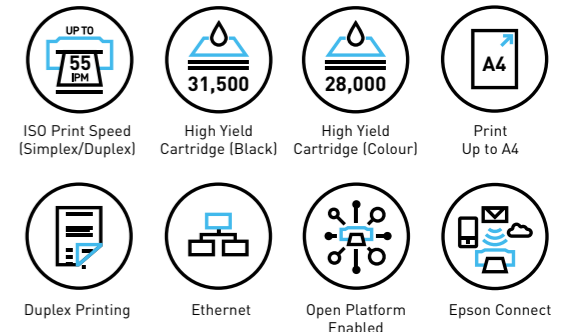 UP TO
55
IPM
31,500
28,000
A4
ISO Print Speed
(Simplex/Duplex)
High Yield
Cartridge (Black)
High Yield
Cartridge (Colour)
Print
Up to A4
Duplex Printing
Ethernet
Open Platform
Enabled
Epson Connect